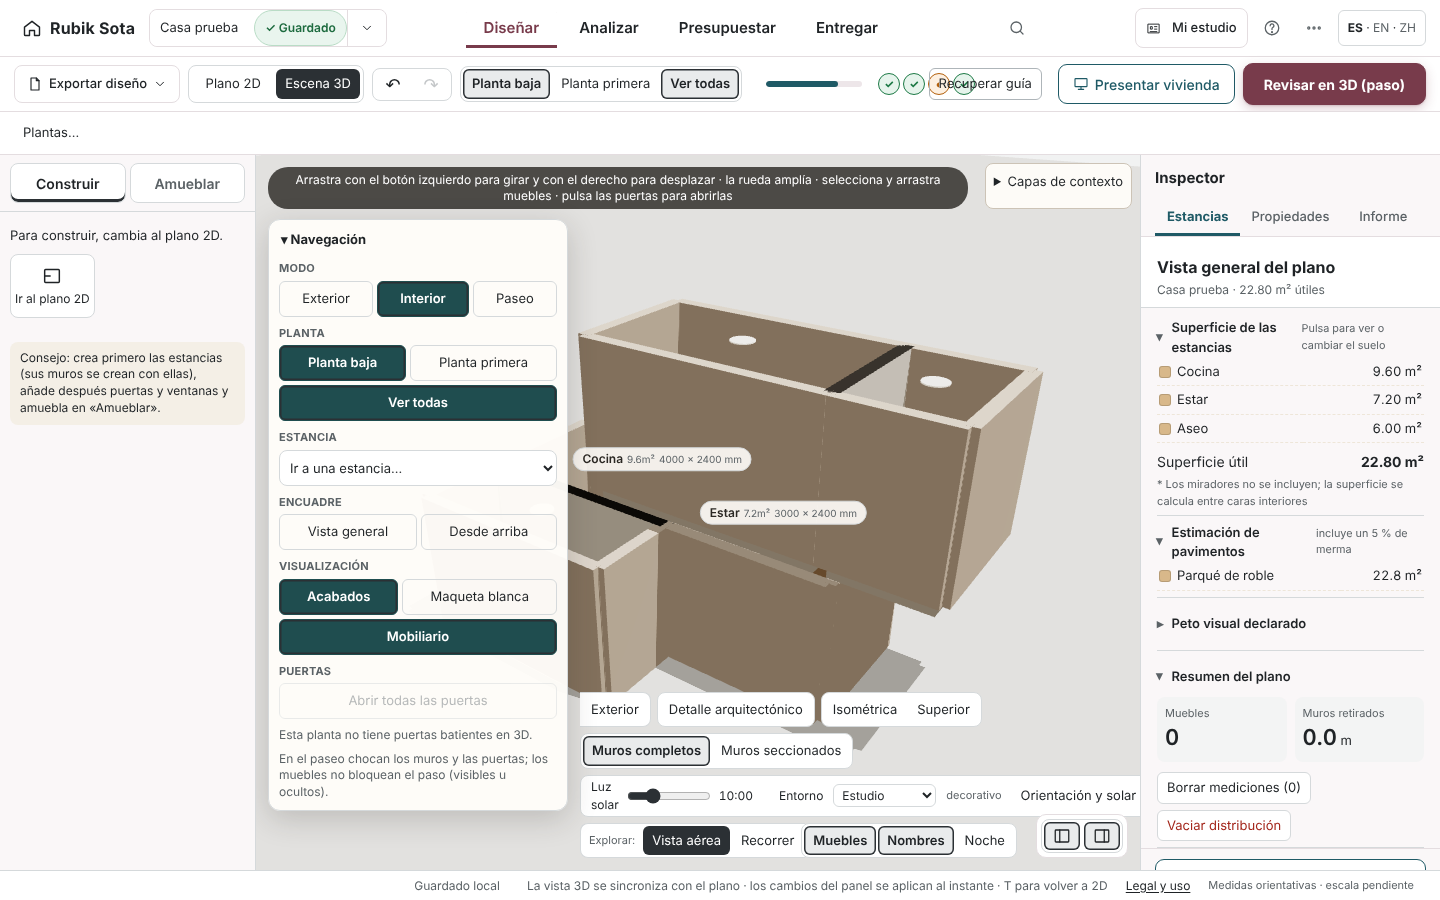 Rubik Sota
Casa prueba
✓ Guardado
Diseñar
Analizar
Presupuestar
Entregar
Mi estudio
ES · EN · ZH
Exportar diseño
Plano 2D
Escena 3D
Planta baja
Planta primera
Ver todas
Recuperar guía
Presentar vivienda
Revisar en 3D (paso)
Plantas...
Construir
Amueblar
Para construir, cambia al plano 2D.
Ir al plano 2D
Consejo: crea primero las estancias
(sus muros se crean con ellas),
añade después puertas y ventanas y
amuebla en «Amueblar».
Arrastra con el botón izquierdo para girar y con el derecho para desplazar · la rueda amplía · selecciona y arrastra
muebles · pulsa las puertas para abrirlas
▶ Capas de contexto
▾ Navegación
MODO
Exterior
Interior
Paseo
PLANTA
Planta baja
Planta primera
Ver todas
ESTANCIA
Ir a una estancia...
ENCUADRE
Vista general
Desde arriba
VISUALIZACIÓN
Acabados
Maqueta blanca
Mobiliario
PUERTAS
Abrir todas las puertas
Esta planta no tiene puertas batientes en 3D.
En el paseo chocan los muros y las puertas; los
muebles no bloquean el paso (visibles u
ocultos).
Cocina 9.6m² 4000 × 2400 mm
Estar 7.2m² 3000 × 2400 mm
Exterior
Detalle arquitectónico
Isométrica
Superior
Muros completos
Muros seccionados
Luz
solar
10:00
Entorno
Estudio
decorativo
Orientación y solar
Explorar:
Vista aérea
Recorrer
Muebles
Nombres
Noche
Inspector
Estancias
Propiedades
Informe
Vista general del plano
Casa prueba · 22.80 m² útiles
Superficie de las
estancias
Pulsa para ver o
cambiar el suelo
Cocina 9.60 m²
Estar 7.20 m²
Aseo 6.00 m²
Superficie útil 22.80 m²
* Los miradores no se incluyen; la superficie se
calcula entre caras interiores
Estimación de
pavimentos
incluye un 5 % de
merma
Parqué de roble 22.8 m²
Peto visual declarado
Resumen del plano
Muebles
0
Muros retirados
0.0 m
Borrar mediciones (0)
Vaciar distribución
Guardado local
La vista 3D se sincroniza con el plano · los cambios del panel se aplican al instante · T para volver a 2D
Legal y uso
Medidas orientativas · escala pendiente